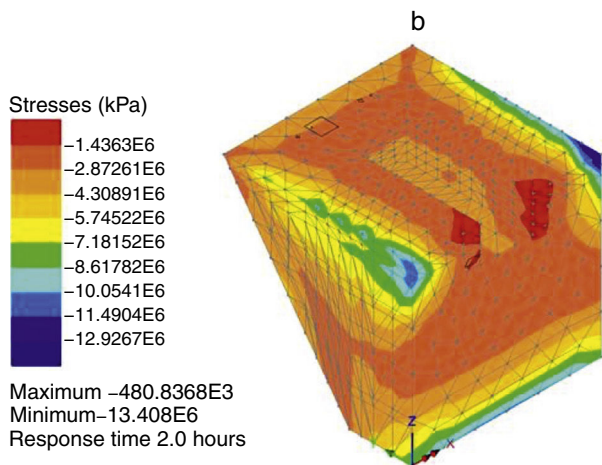 b
Stresses (kPa)
-1.4363E6
-2.87261E6
-4.30891E6
-5.74522E6
-7.18152E6
-8.61782E6
-10.0541E6
-11.4904E6
-12.9267E6
Maximum -480.8368E3
Minimum-13.408E6
Response time 2.0 hours
Z
X